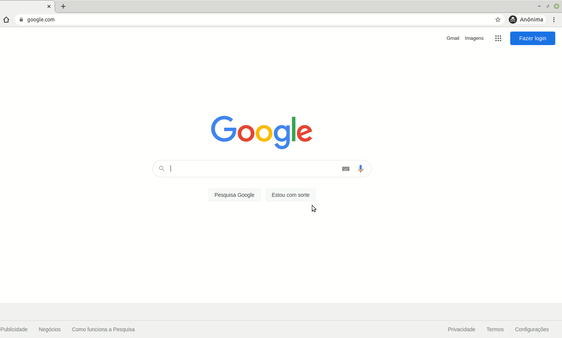 google.com
Anônima
Gmail Imagens
Fazer login
Google
Pesquisa Google Estou com sorte
Publicidade Negócios Como funciona a Pesquisa
Privacidade Termos Configurações